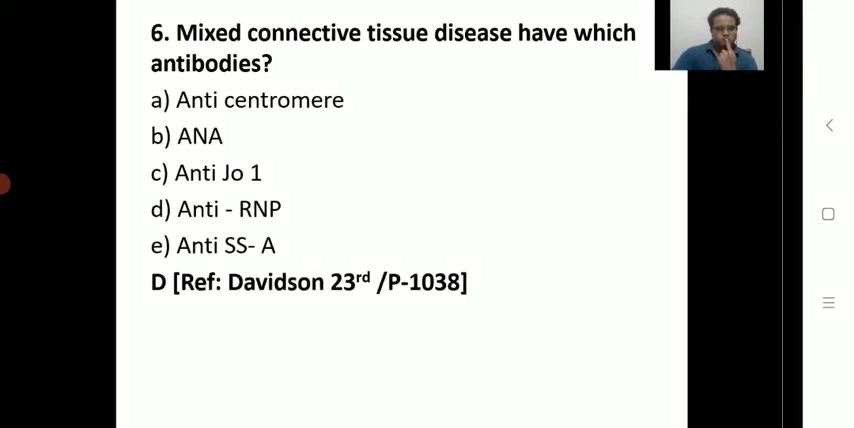 6. Mixed connective tissue disease have which
antibodies?
a) Anti centromere
b) ANA
c) Anti Jo 1
d) Anti - RNP
e) Anti SS- A
D [Ref: Davidson 23rd /P-1038]